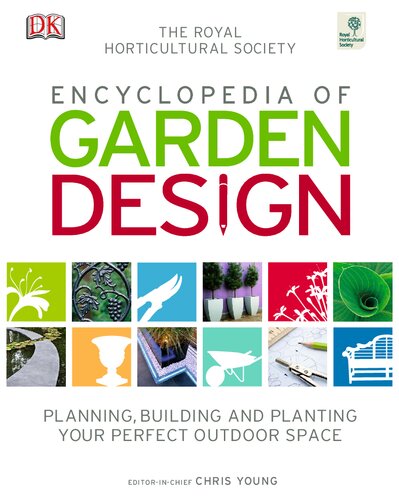 DK
THE ROYAL
HORTICULTURAL SOCIETY
Royal
Horticultural
Society
ENCYCLOPEDIA OF
GARDEN
DESIGN
PLANNING, BUILDING AND PLANTING
YOUR PERFECT OUTDOOR SPACE
EDITOR-IN-CHIEF CHRIS YOUNG